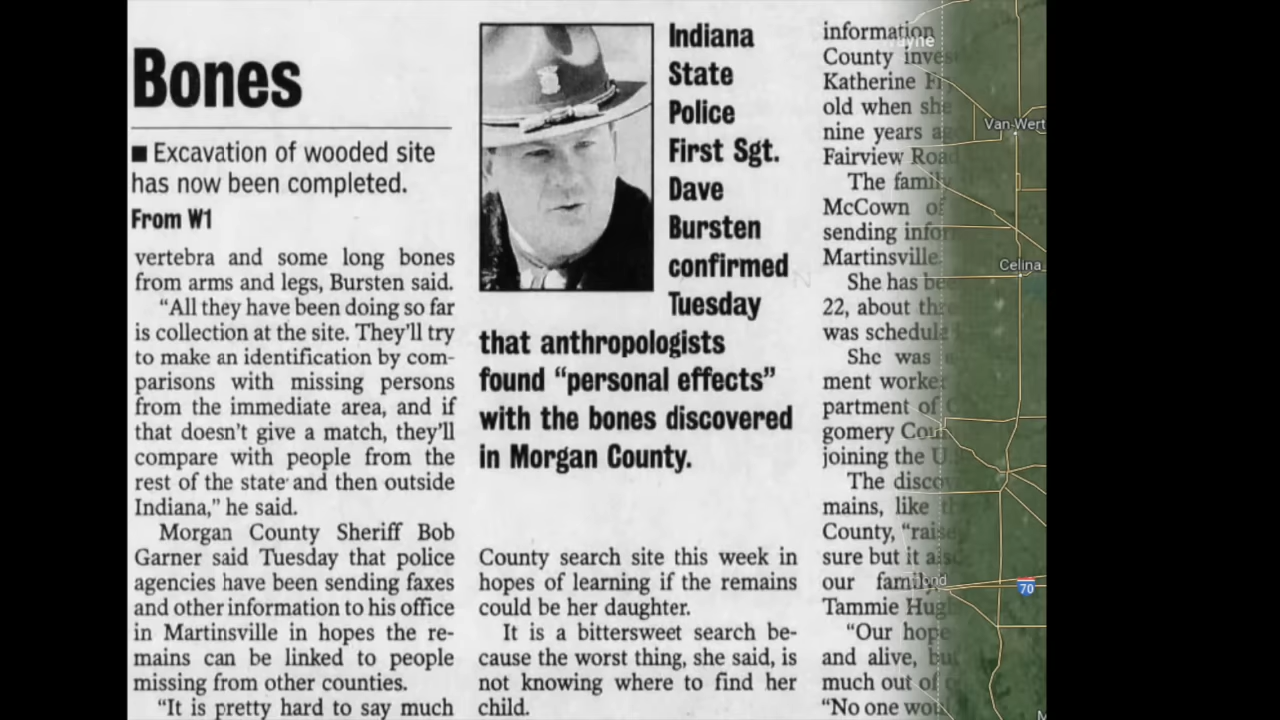 Bones
■ Excavation of wooded site
has now been completed.
From W1
vertebra and some long bones
from arms and legs, Bursten said.
“All they have been doing so far
is collection at the site. They’ll try
to make an identification by com-
parisons with missing persons
from the immediate area, and if
that doesn’t give a match, they’ll
compare with people from the
rest of the state and then outside
Indiana,” he said.
Morgan County Sheriff Bob
Garner said Tuesday that police
agencies have been sending faxes
and other information to his office
in Martinsville in hopes the re-
mains can be linked to people
missing from other counties.
“It is pretty hard to say much
Indiana
State
Police
First Sgt.
Dave
Bursten
confirmed
Tuesday
that anthropologists
found “personal effects”
with the bones discovered
in Morgan County.
County search site this week in
hopes of learning if the remains
could be her daughter.
It is a bittersweet search be-
cause the worst thing, she said, is
not knowing where to find her
child.
information
County
Katherine
old when she
nine years
Fairview Road
The family
McCown of
sending
Martinsville.
She has
22, about
was
She was
ment worker
partment of
gomery
joining the
The
mains, like
County,
sure but it also
our family,
Tammie
“Our hope
and alive,
much out of
“No one
Van-Wert
Celina
70